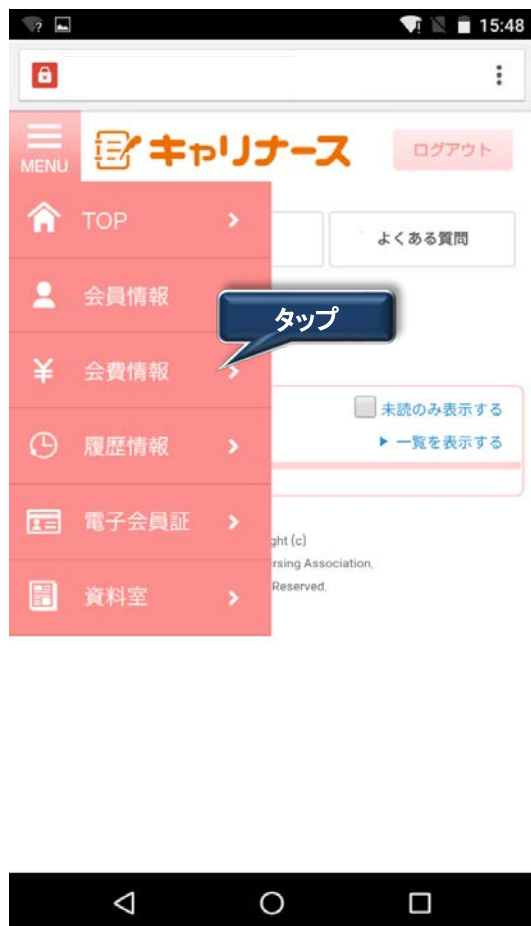 15:48
MENU
キャリナース
ログアウト
TOP
よくある質問
会員情報
タップ
会費情報
未読のみ表示する
履歴情報
一覧を表示する
電子会員証
ght (c)
rsing Association,
資料室
Reserved.